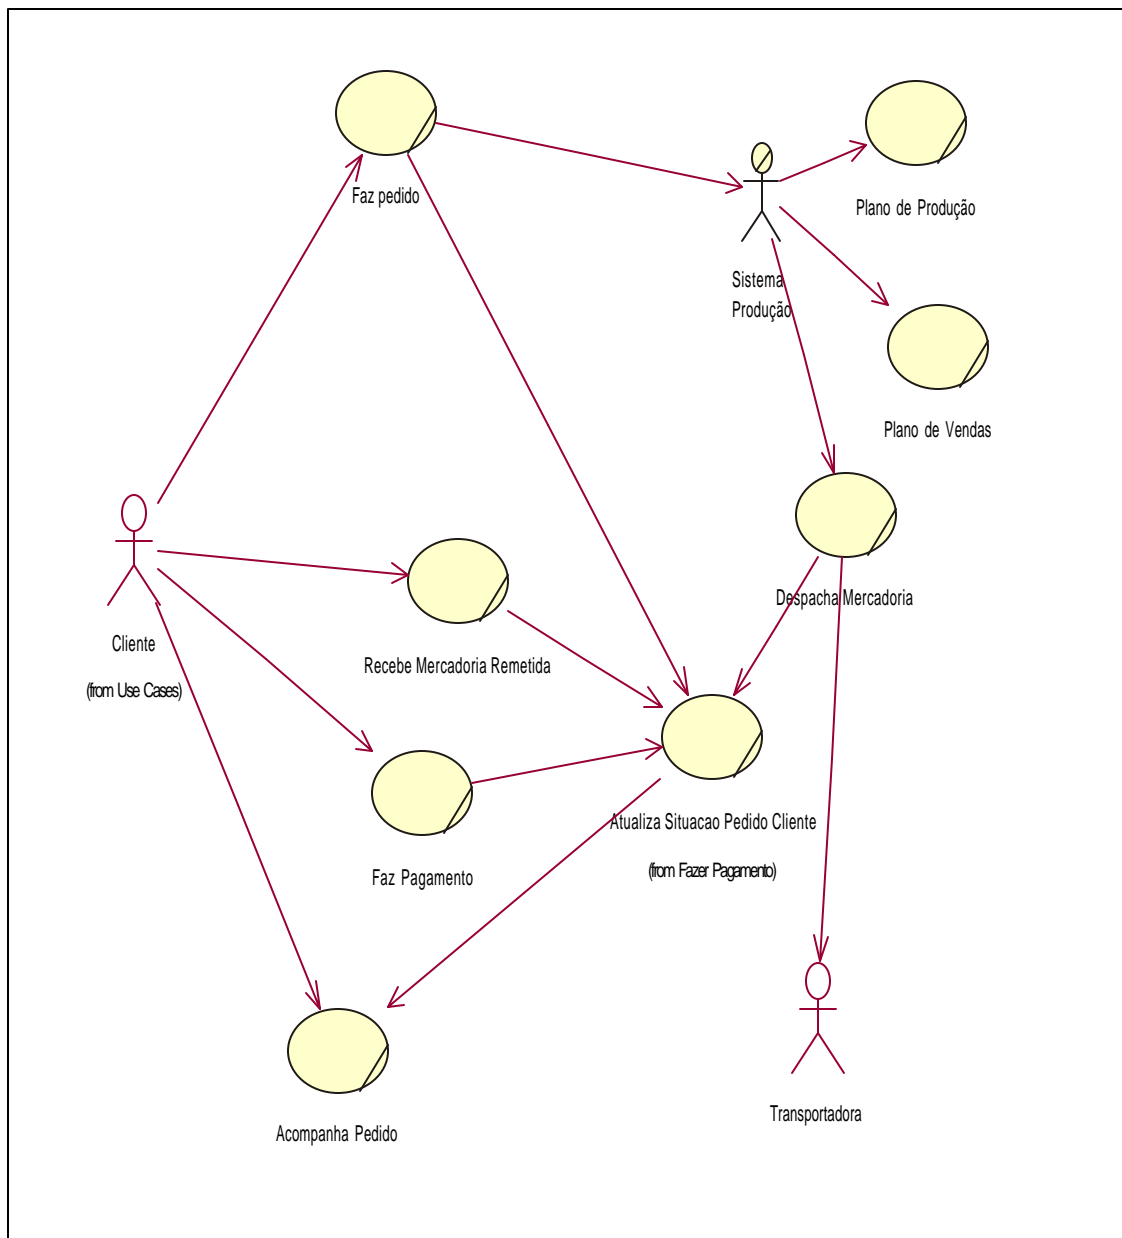 Faz pedido
Plano de Produção
Sistema
Produção
Plano de Vendas
Despacha Mercadoria
Cliente
(from Use Cases)
Recebe Mercadoria Remetida
Atualiza Situacao Pedido Cliente
(from Fazer Pagamento)
Faz Pagamento
Transportadora
Acompanha Pedido